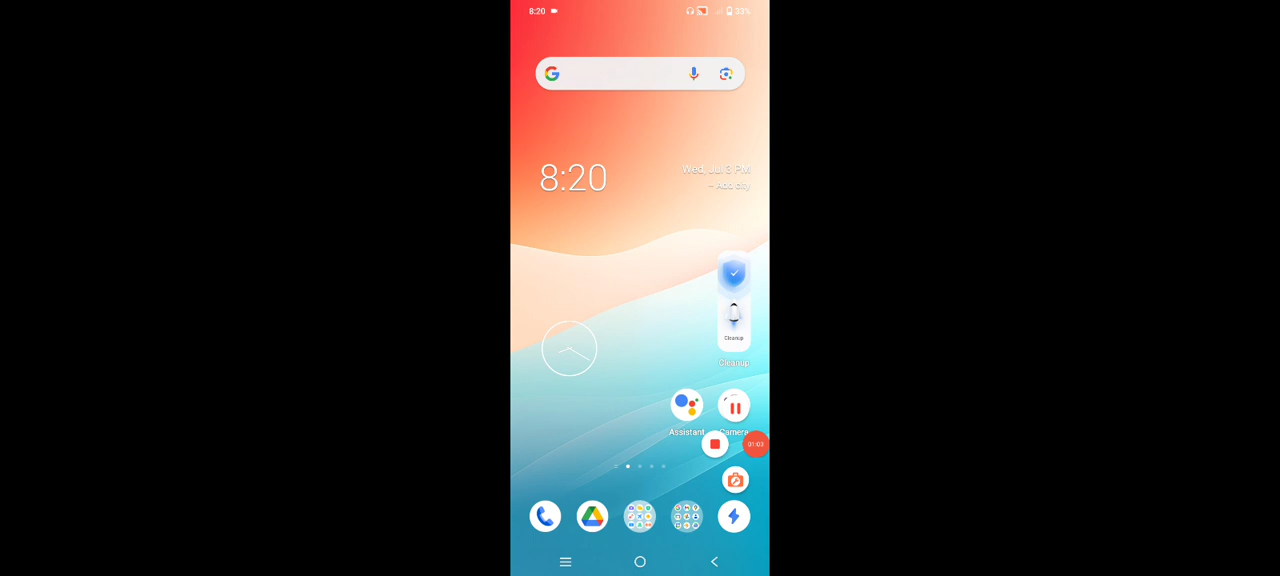 8:20
33%
8:20
Wed, Jul 3 PM
-- Add city
Cleanup
Cleanup
Assistant
Camera
01:03